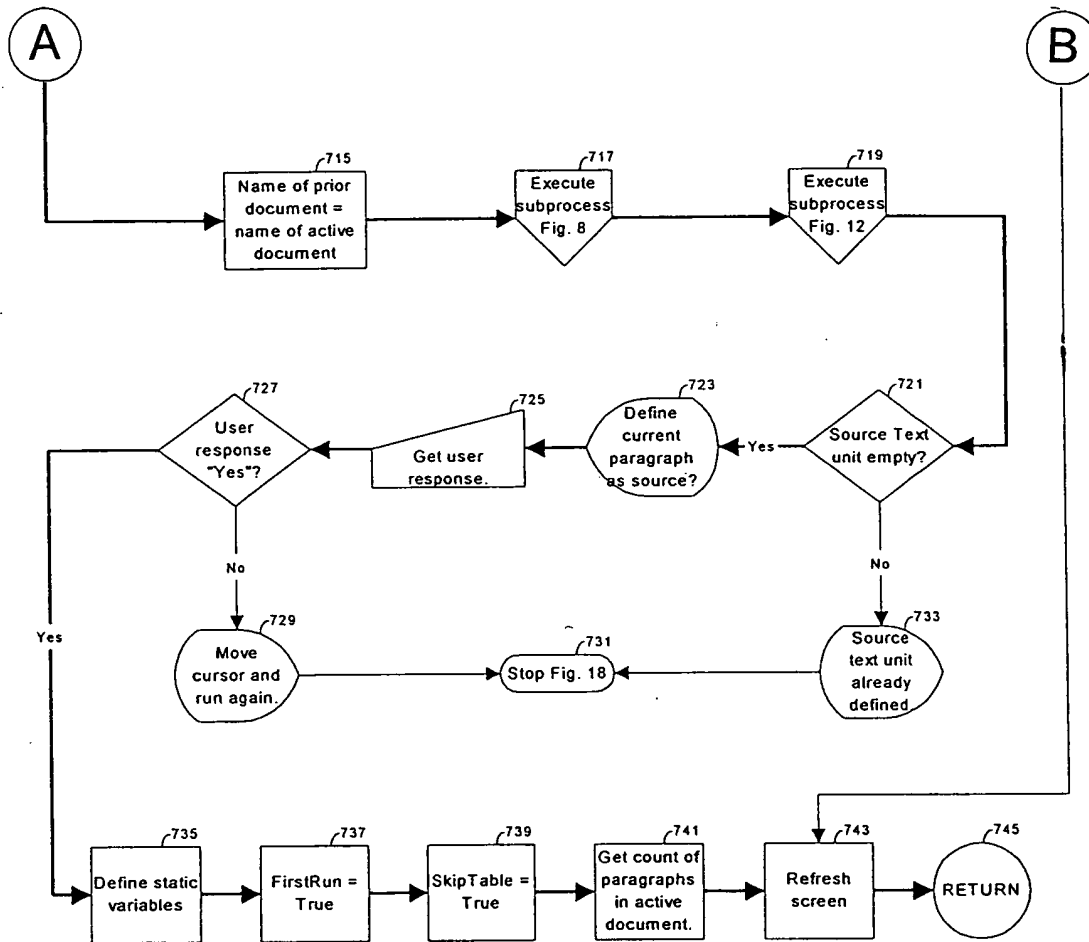 A
B
715
Name of prior
document =
name of active
document
717
Execute
subprocess
Fig. 8
719
Execute
subprocess
Fig. 12
727
User
response
"Yes"?
725
Get user
response.
723
Define
current
paragraph
as source?
Yes
721
Source Text
unit empty?
No
No
Yes
729
Move
cursor and
run again.
731
Stop Fig. 18
733
Source
text unit
already
defined
735
Define static
variables
737
FirstRun =
True
739
SkipTable =
True
741
Get count of
paragraphs
in active
document.
743
Refresh
screen
745
RETURN